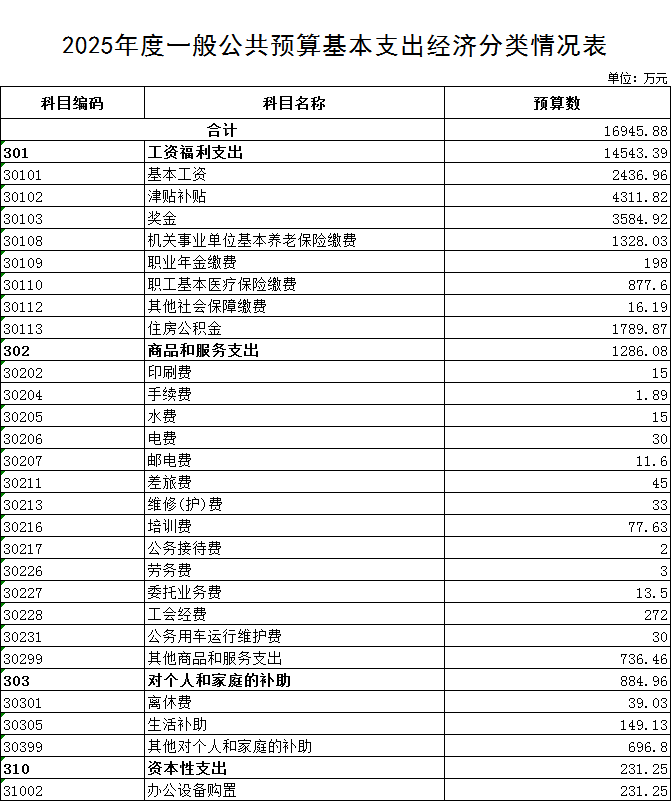 2025年度一般公共预算基本支出经济分类情况表
单位：万元
科目编码 科目名称 预算数
合计 16945.88
301 工资福利支出 14543.39
30101 基本工资 2436.96
30102 津贴补贴 4311.82
30103 奖金 3584.92
30108 机关事业单位基本养老保险缴费 1328.03
30109 职业年金缴费 198
30110 职工基本医疗保险缴费 877.6
30112 其他社会保障缴费 16.19
30113 住房公积金 1789.87
302 商品和服务支出 1286.08
30202 印刷费 15
30204 手续费 1.89
30205 水费 15
30206 电费 30
30207 邮电费 11.6
30211 差旅费 45
30213 维修(护)费 33
30216 培训费 77.63
30217 公务接待费 2
30226 劳务费 3
30227 委托业务费 13.5
30228 工会经费 272
30231 公务用车运行维护费 30
30299 其他商品和服务支出 736.46
303 对个人和家庭的补助 884.96
30301 离休费 39.03
30305 生活补助 149.13
30399 其他对个人和家庭的补助 696.8
310 资本性支出 231.25
31002 办公设备购置 231.25